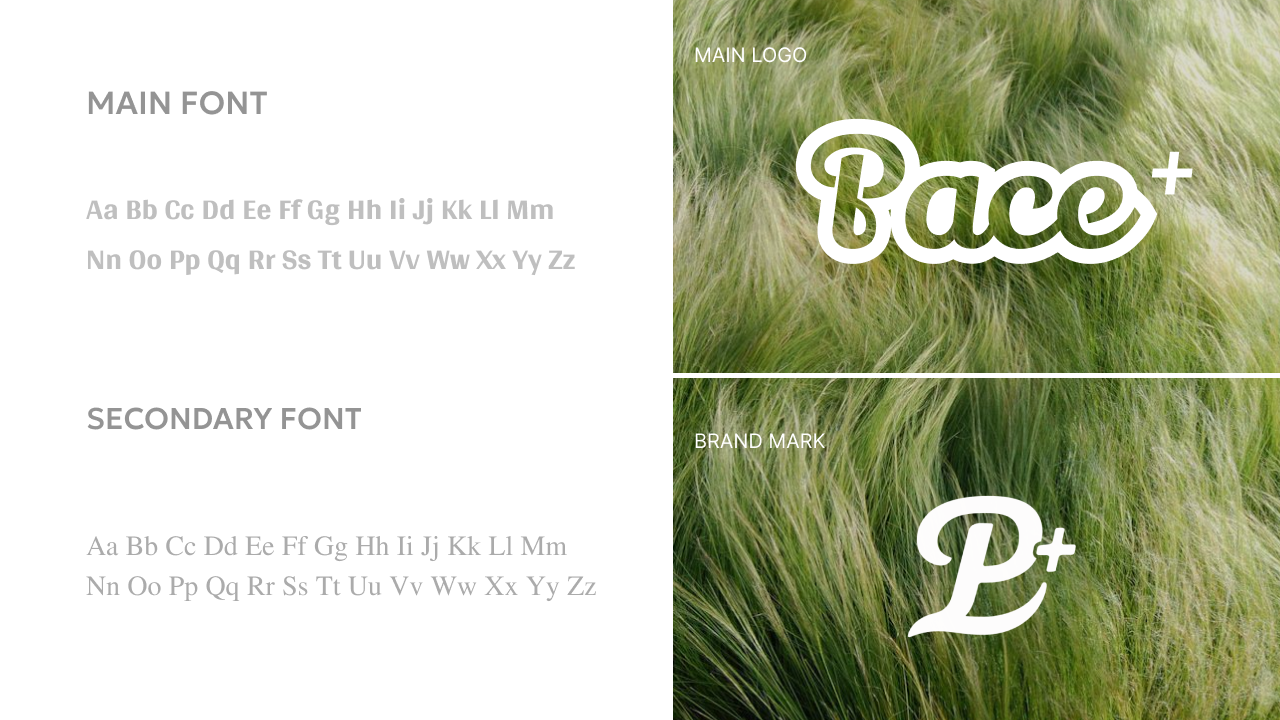 MAIN FONT
Aa Bb Cc Dd Ee Ff Gg Hh Ii Jj Kk Ll Mm
Nn Oo Pp Qq Rr Ss Tt Uu Vv Ww Xx Yy Zz
SECONDARY FONT
Aa Bb Cc Dd Ee Ff Gg Hh Ii Jj Kk Ll Mm
Nn Oo Pp Qq Rr Ss Tt Uu Vv Ww Xx Yy Zz
MAIN LOGO
Pace+
BRAND MARK
P+